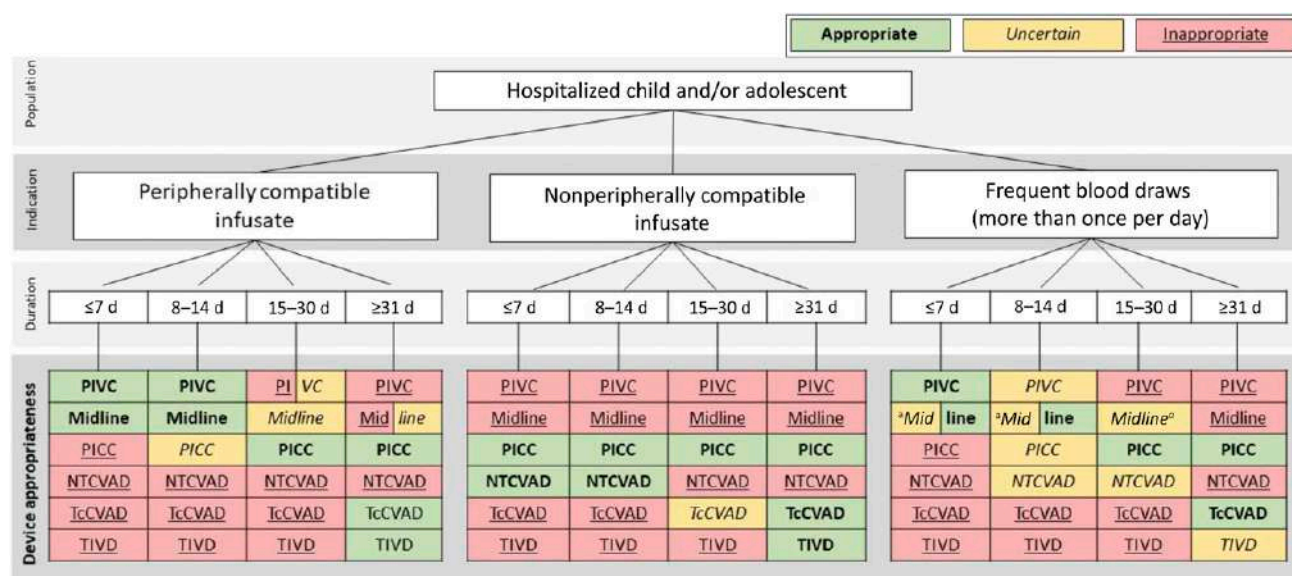 Appropriate Uncertain Inappropriate
Population
Hospitalized child and/or adolescent
Indication
Peripherally compatible
infusate
Nonperipherally compatible
infusate
Frequent blood draws
(more than once per day)
Duration
≤7 d 8–14 d 15–30 d ≥31 d ≤7 d 8–14 d 15–30 d ≥31 d ≤7 d 8–14 d 15–30 d ≥31 d
Device appropriateness
PIVC PIVC PI VC PIVC PIVC PIVC PIVC PIVC PIVC PIVC PIVC PIVC
Midline Midline Midline Mid line Midline Midline Midline Midline ᵃMid line ᵃMid line Midlineᵃ Midline
PICC PICC PICC PICC PICC PICC PICC PICC PICC PICC PICC PICC
NTCVAD NTCVAD NTCVAD NTCVAD NTCVAD NTCVAD NTCVAD NTCVAD NTCVAD NTCVAD NTCVAD NTCVAD
TcCVAD TcCVAD TcCVAD TcCVAD TcCVAD TcCVAD TcCVAD TcCVAD TcCVAD TcCVAD TcCVAD TcCVAD
TIVD TIVD TIVD TIVD TIVD TIVD TIVD TIVD TIVD TIVD TIVD TIVD